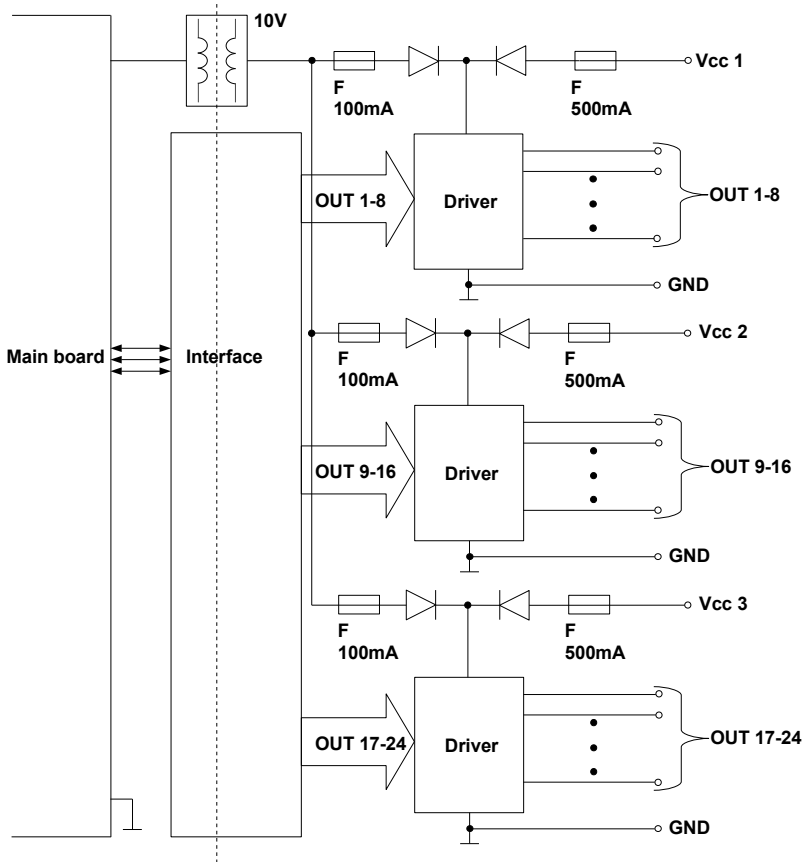 10V
F
100mA
F
500mA
Vcc 1
OUT 1-8
Driver
OUT 1-8
GND
Main board
Interface
F
100mA
F
500mA
Vcc 2
OUT 9-16
Driver
OUT 9-16
GND
F
100mA
F
500mA
Vcc 3
OUT 17-24
Driver
OUT 17-24
GND